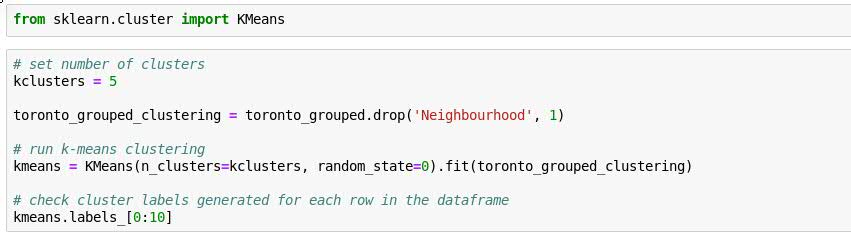 from sklearn.cluster import KMeans
# set number of clusters
kclusters = 5
toronto_grouped_clustering = toronto_grouped.drop('Neighbourhood', 1)
# run k-means clustering
kmeans = KMeans(n_clusters=kclusters, random_state=0).fit(toronto_grouped_clustering)
# check cluster labels generated for each row in the dataframe
kmeans.labels_[0:10]